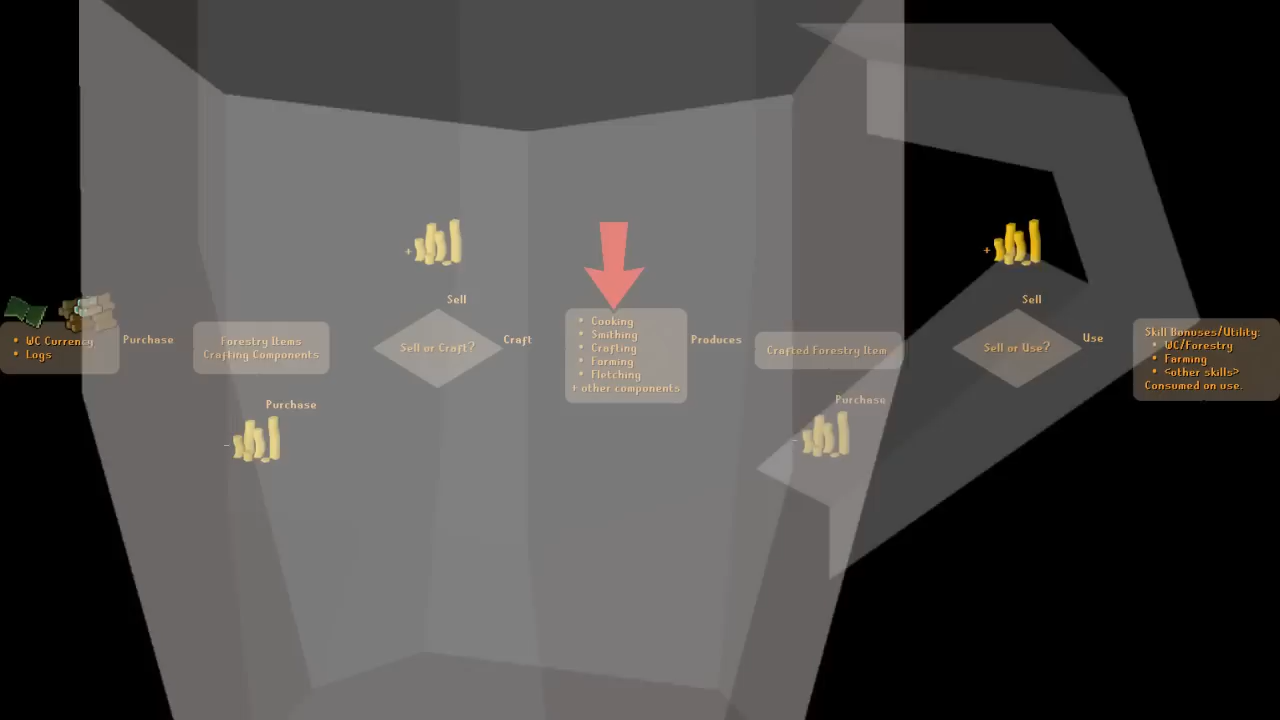 • WC Currency
• Logs
Purchase
Forestry Items
Crafting Components
Purchase
-
+
Sell
Sell or Craft?
Craft
• Cooking
• Smithing
• Crafting
• Farming
• Fletching
+ other components
Produces
Crafted Forestry Item
Purchase
-
+
Sell
Sell or Use?
Use
Skill Bonuses/Utility:
• WC/Forestry
• Farming
• <other skills>
Consumed on use.